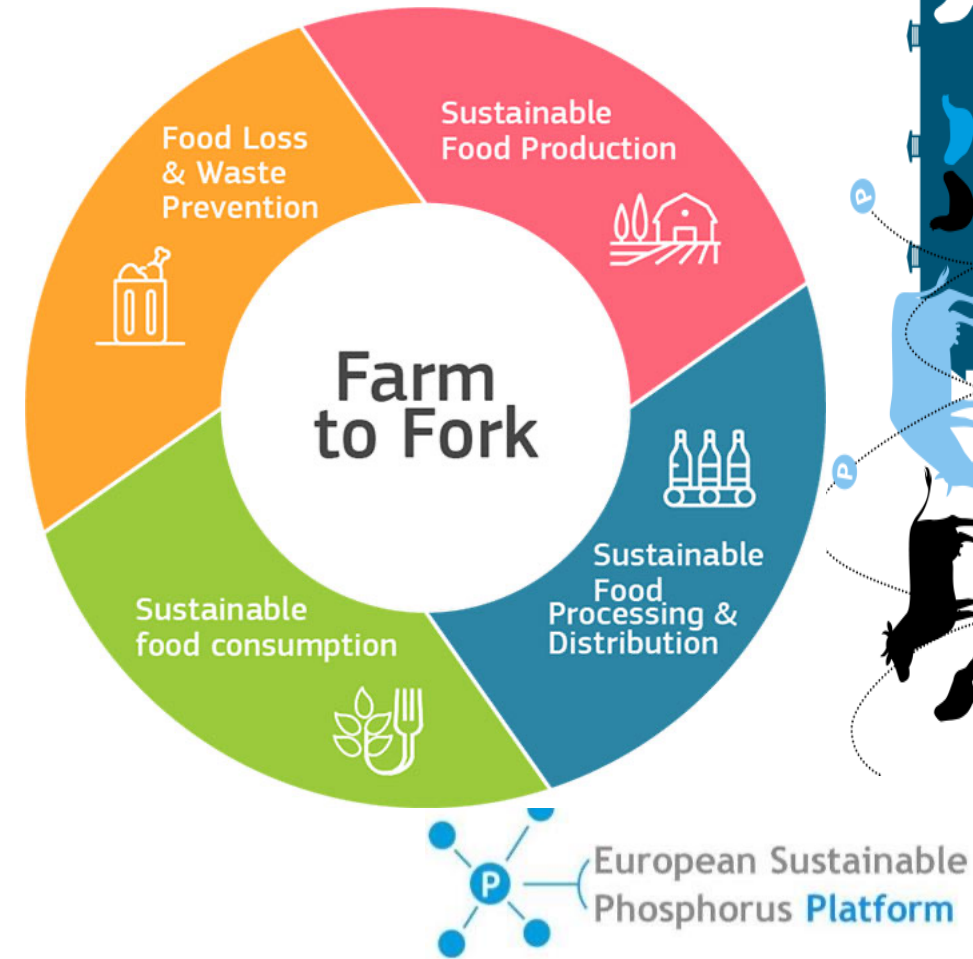 Sustainable
Food Production
Food Loss
& Waste
Prevention
Farm
to Fork
Sustainable
Food
Processing &
Distribution
Sustainable
food consumption
P
P
P
European Sustainable
Phosphorus Platform